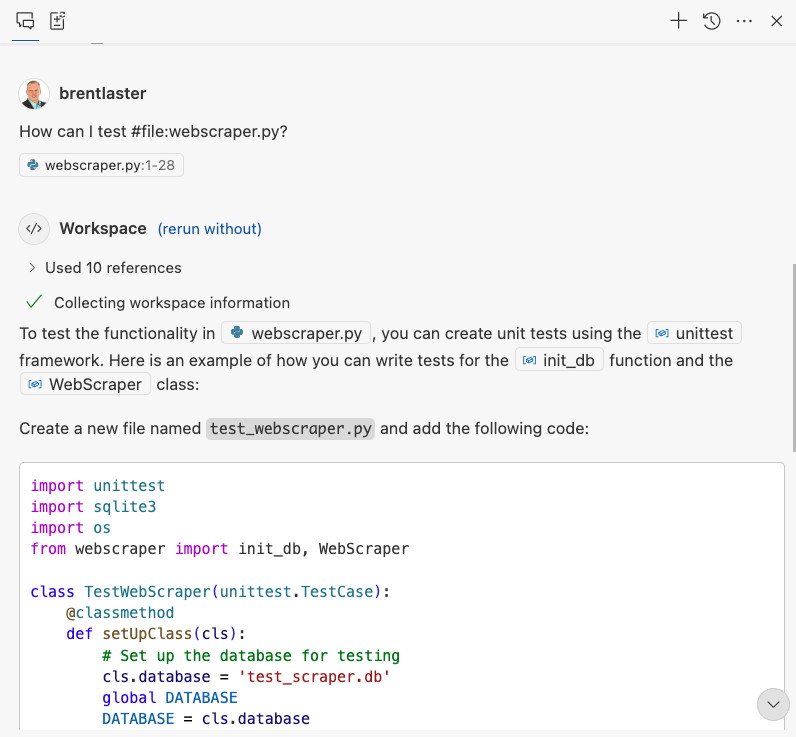 brentlaster
How can I test #file:webscraper.py?
webscraper.py:1-28
Workspace (rerun without)
Used 10 references
Collecting workspace information
To test the functionality in webscraper.py, you can create unit tests using the unittest
framework. Here is an example of how you can write tests for the init_db function and the
WebScraper class:
Create a new file named test_webscraper.py and add the following code:
import unittest
import sqlite3
import os
from webscraper import init_db, WebScraper
class TestWebScraper(unittest.TestCase):
    @classmethod
    def setUpClass(cls):
        # Set up the database for testing
        cls.database = 'test_scraper.db'
        global DATABASE
        DATABASE = cls.database